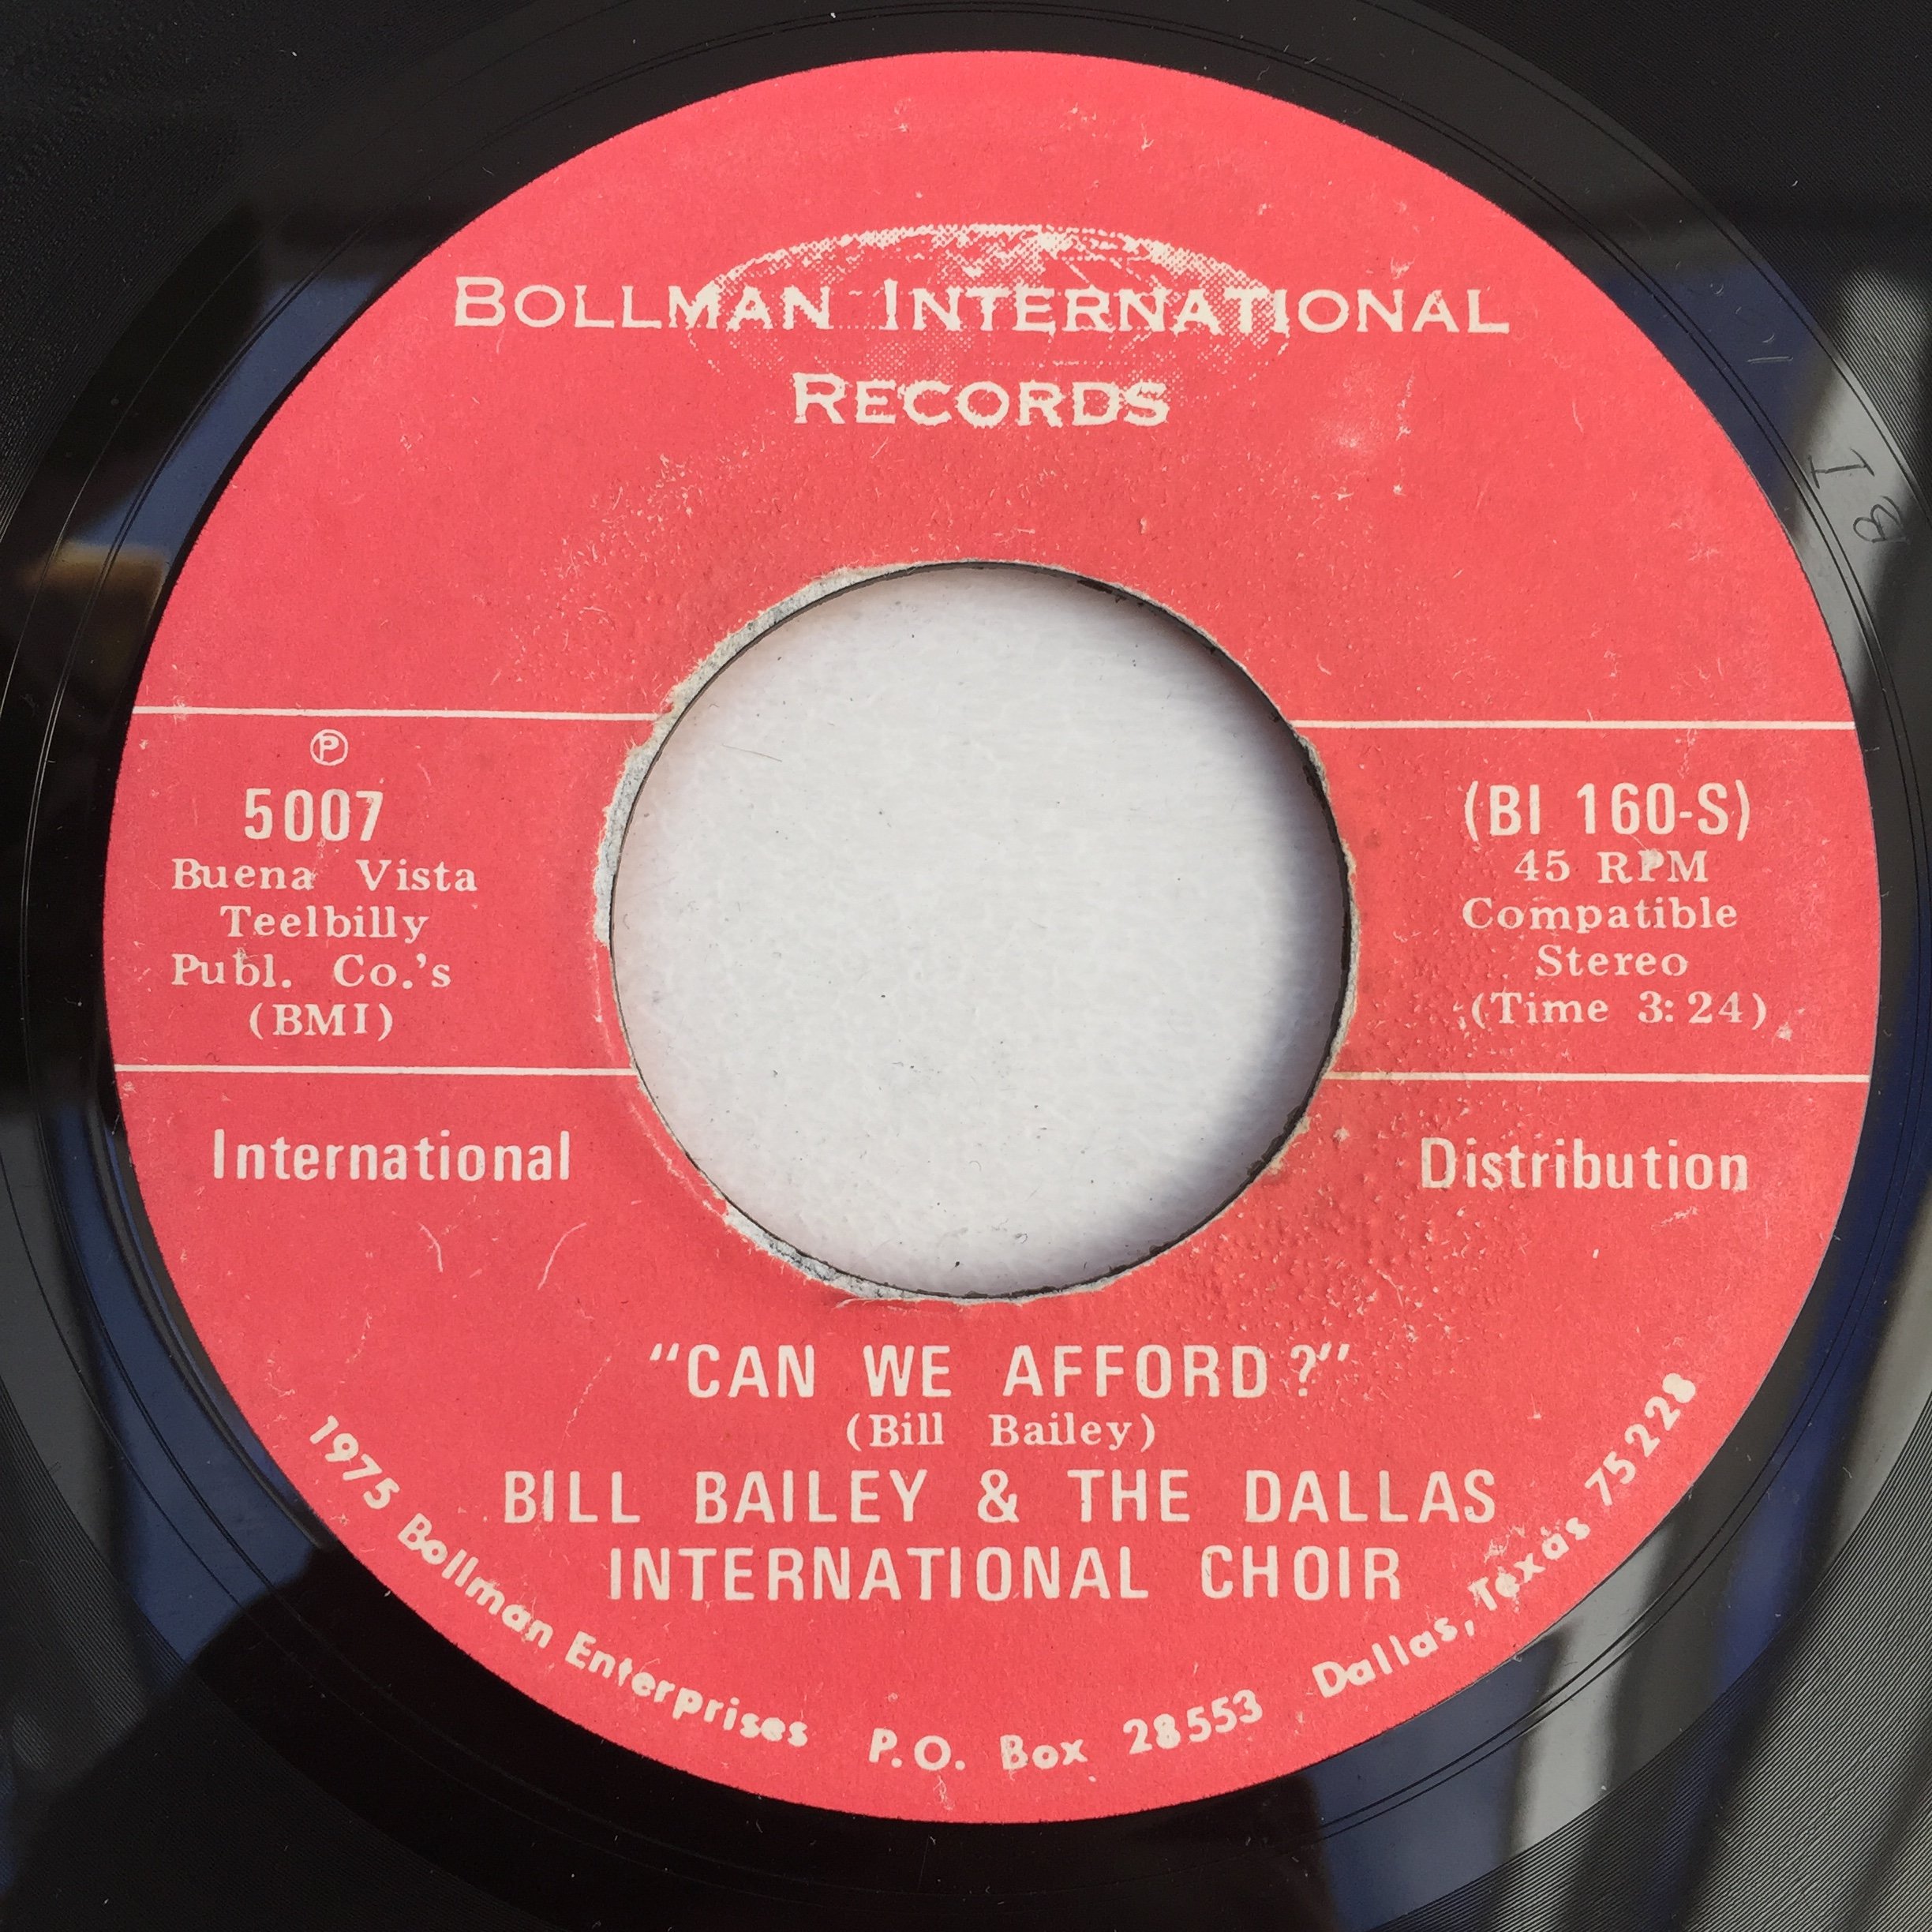 BOLLMAN INTERNATIONAL
RECORDS
℗
5007
Buena Vista
Teelbilly
Publ. Co.'s
(BMI)
(BI 160-S)
45 RPM
Compatible
Stereo
(Time 3:24)
International
Distribution
"CAN WE AFFORD?"
(Bill Bailey)
BILL BAILEY & THE DALLAS
INTERNATIONAL CHOIR
1975 Bollman Enterprises P.O. Box 28553 Dallas, Texas 75228
B I